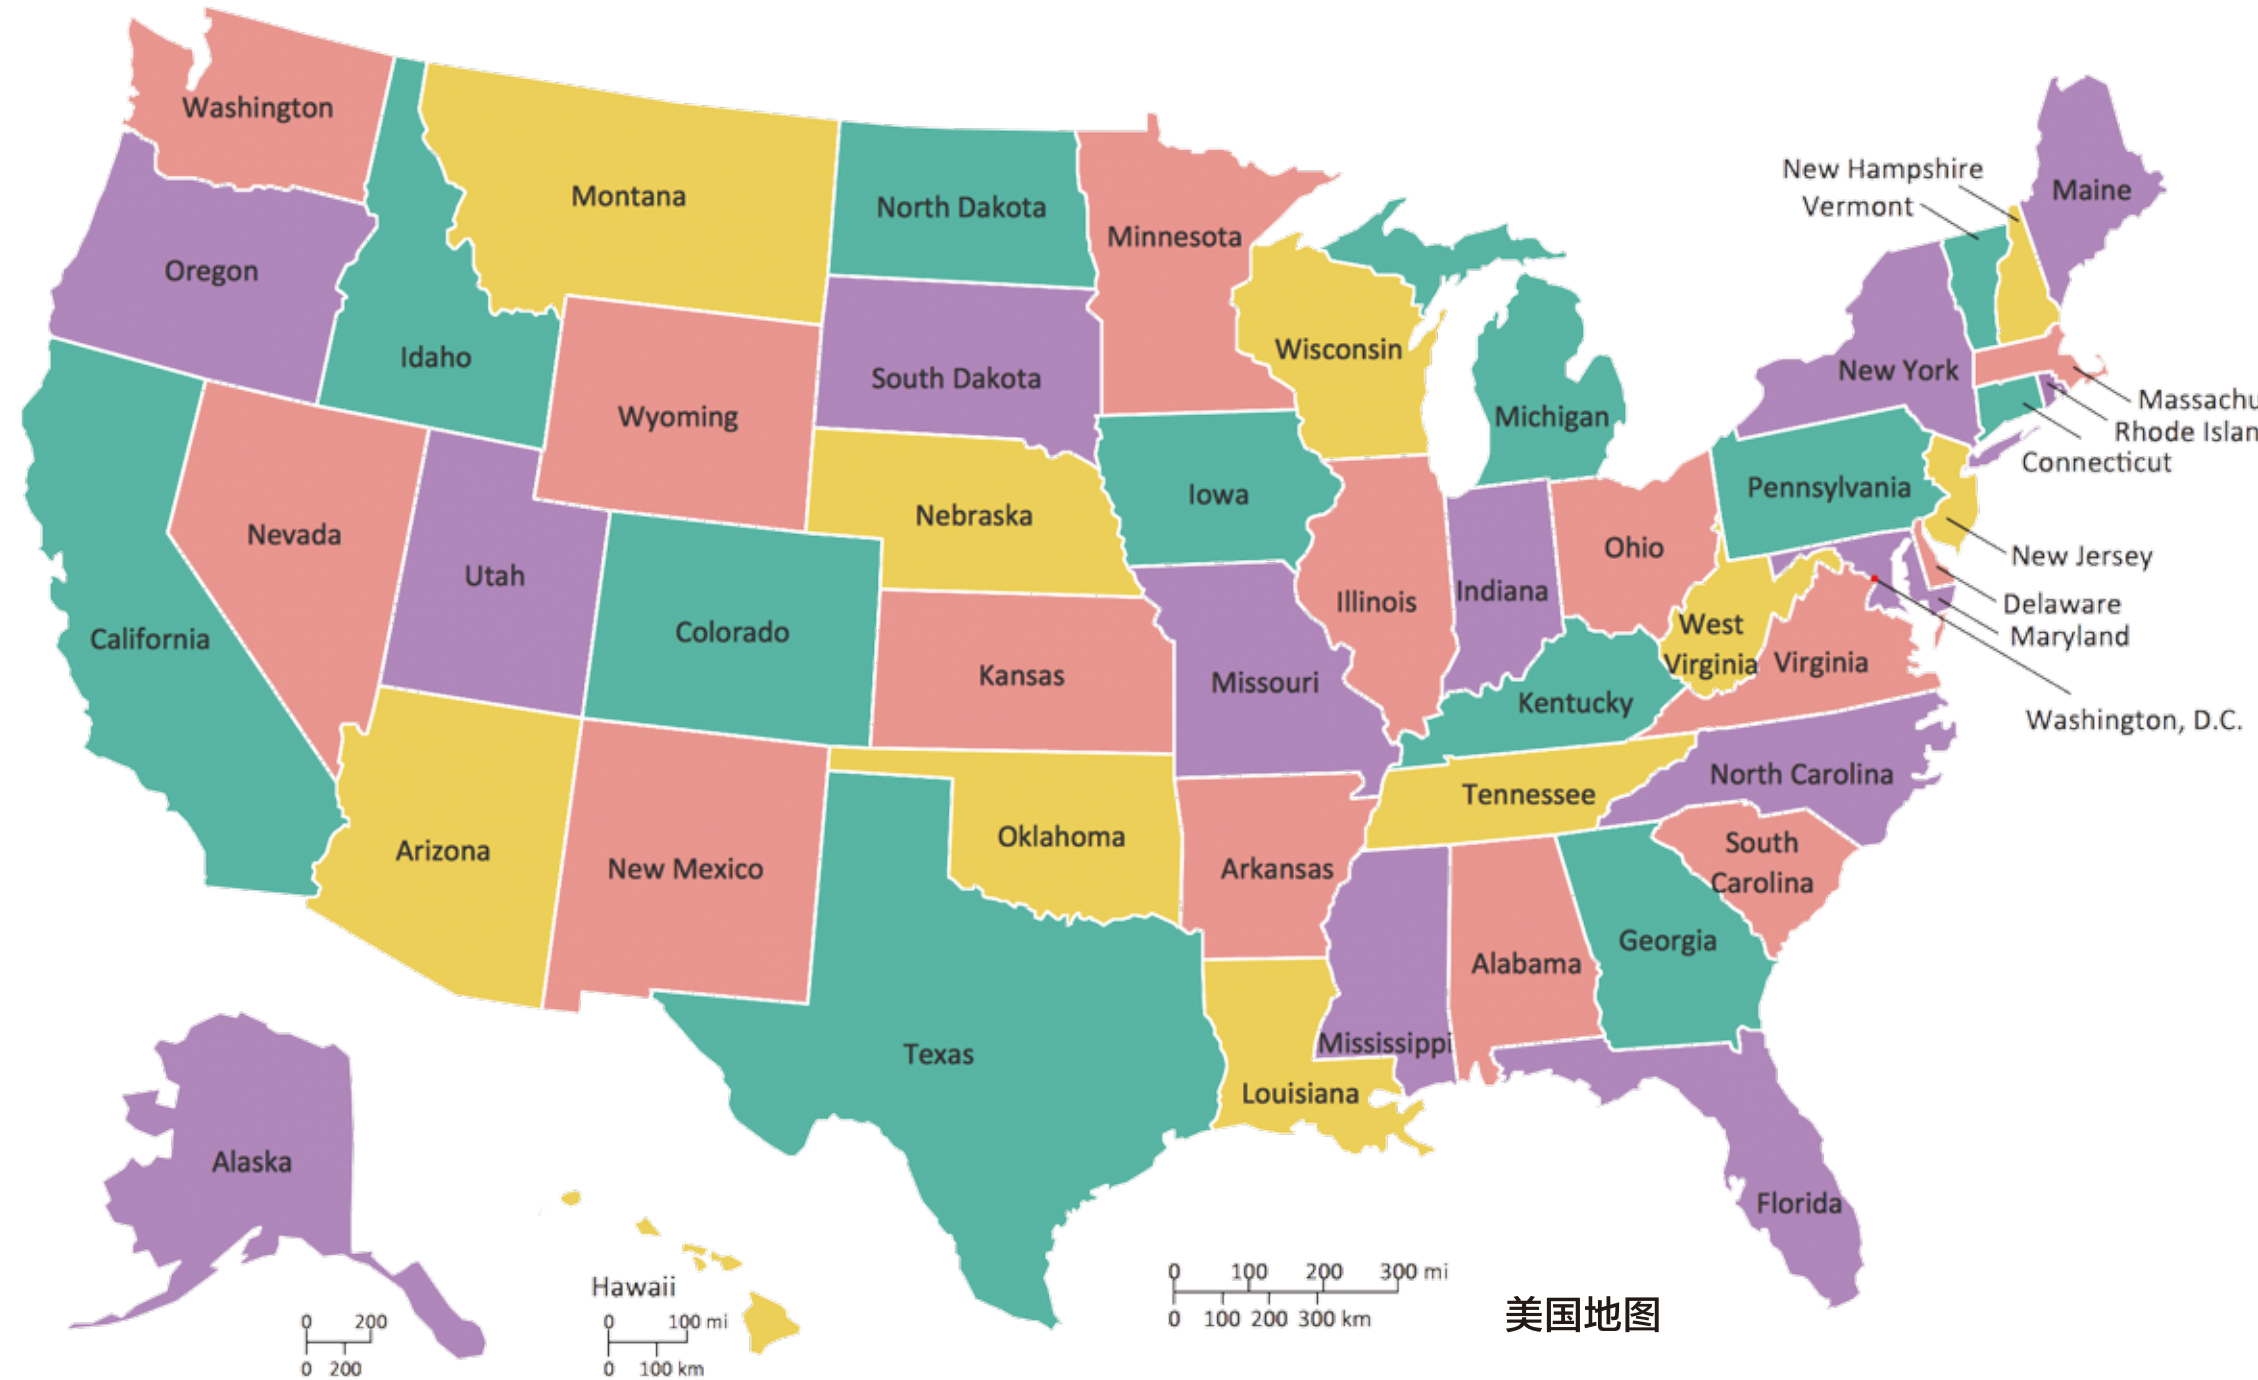 Washington
Montana
North Dakota
Minnesota
Maine
New Hampshire
Vermont
Oregon
Idaho
Wyoming
South Dakota
Wisconsin
Michigan
New York
Massachu
Rhode Islan
Connecticut
Nevada
Utah
Colorado
Nebraska
Iowa
Illinois
Indiana
Ohio
Pennsylvania
New Jersey
Delaware
Maryland
Washington, D.C.
California
Kansas
Missouri
Kentucky
West
Virginia
Virginia
Arizona
New Mexico
Oklahoma
Arkansas
Tennessee
North Carolina
South
Carolina
Texas
Louisiana
Mississippi
Alabama
Georgia
Florida
Alaska
0 200
0 200
Hawaii
0 100 mi
0 100 km
0 100 200 300 mi
0 100 200 300 km
美国地图